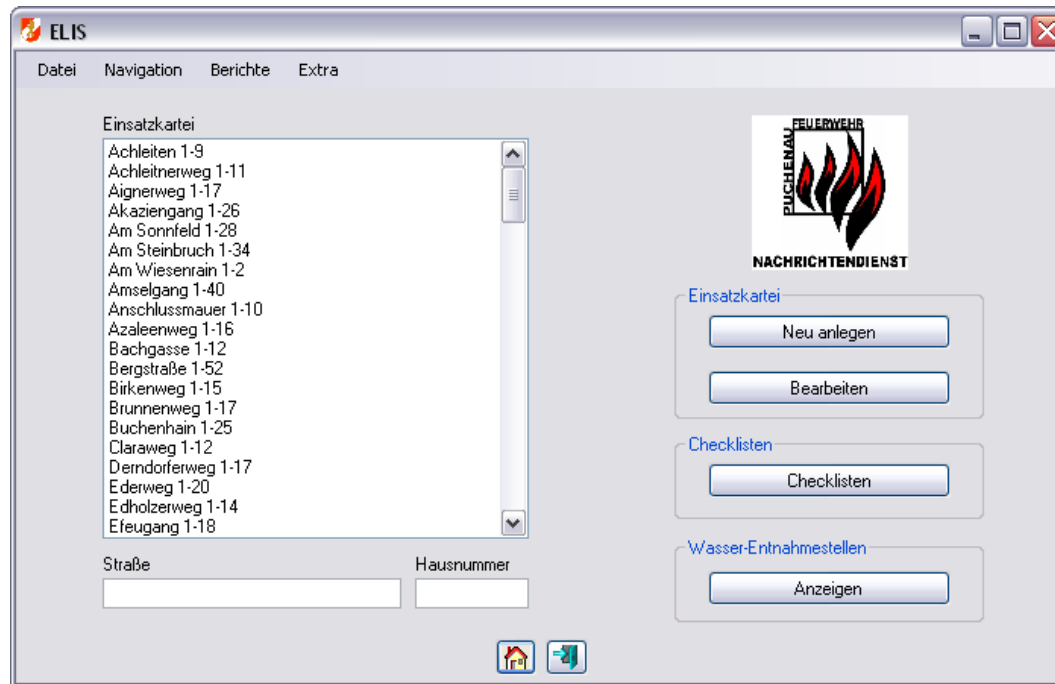 ELIS
Datei Navigation Berichte Extra
Einsatzkartei
Achleiten 1-9
Achleitnerweg 1-11
Aignerweg 1-17
Akaziengang 1-26
Am Sonnfeld 1-28
Am Steinbruch 1-34
Am Wiesenrain 1-2
Amselgang 1-40
Anschlussmauer 1-10
Azaleenweg 1-16
Bachgasse 1-12
Bergstraße 1-52
Birkenweg 1-15
Brunnenweg 1-17
Buchenhain 1-25
Claraweg 1-12
Derndorferweg 1-17
Ederweg 1-20
Edholzerweg 1-14
Efeugang 1-18
Straße Hausnummer
FEUERWEHR
PUCHENAU
NACHRICHTENDIENST
Einsatzkartei
Neu anlegen
Bearbeiten
Checklisten
Checklisten
Wasser-Entnahmestellen
Anzeigen